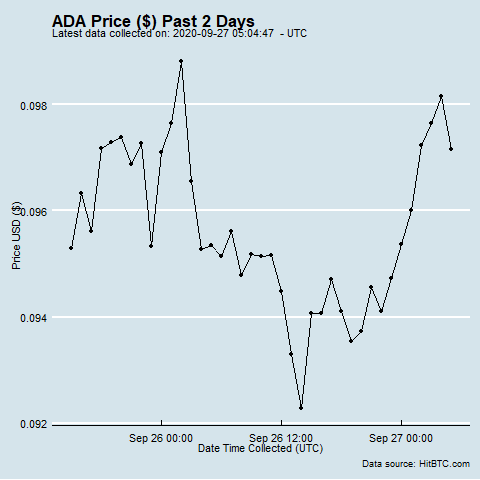 ADA Price ($) Past 2 Days
Latest data collected on: 2020-09-27 05:04:47  - UTC
0.098
0.096
0.094
0.092
Price USD ($)
Sep 26 00:00
Sep 26 12:00
Sep 27 00:00
Date Time Collected (UTC)
Data source: HitBTC.com